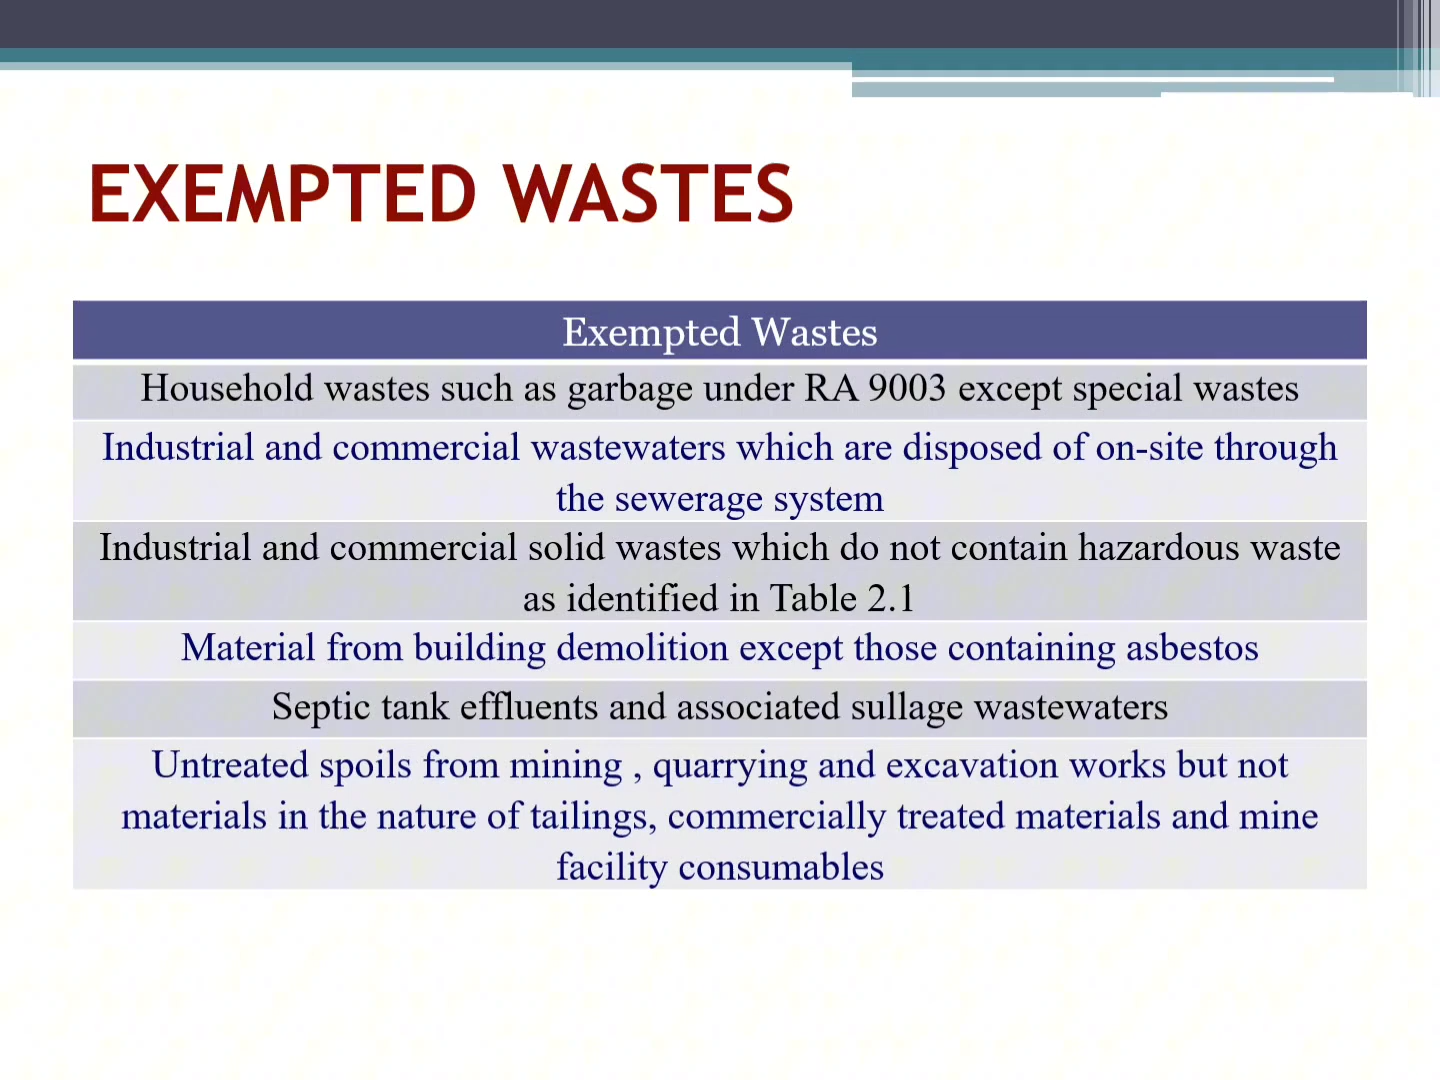 EXEMPTED WASTES
Exempted Wastes
Household wastes such as garbage under RA 9003 except special wastes
Industrial and commercial wastewaters which are disposed of on-site through
the sewerage system
Industrial and commercial solid wastes which do not contain hazardous waste
as identified in Table 2.1
Material from building demolition except those containing asbestos
Septic tank effluents and associated sullage wastewaters
Untreated spoils from mining , quarrying and excavation works but not
materials in the nature of tailings, commercially treated materials and mine
facility consumables